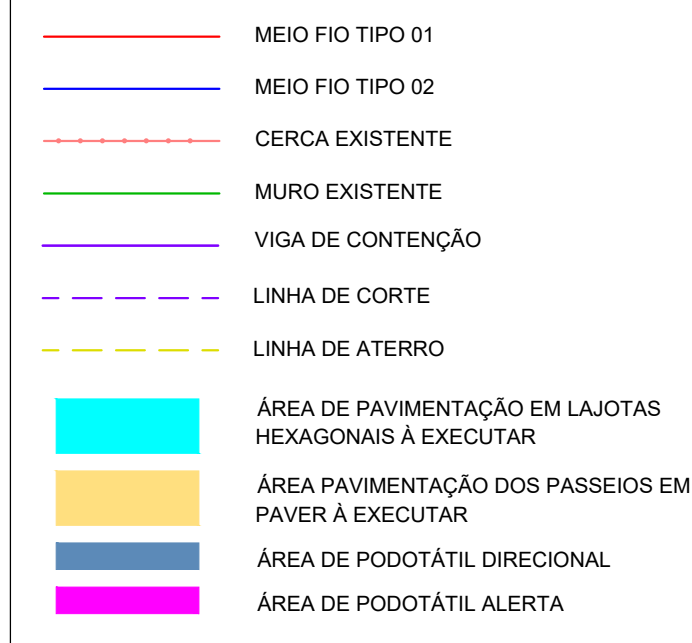 MEIO FIO TIPO 01
MEIO FIO TIPO 02
CERCA EXISTENTE
MURO EXISTENTE
VIGA DE CONTENÇÃO
LINHA DE CORTE
LINHA DE ATERRO
ÁREA DE PAVIMENTAÇÃO EM LAJOTAS
HEXAGONAIS À EXECUTAR
ÁREA PAVIMENTAÇÃO DOS PASSEIOS EM
PAVER À EXECUTAR
ÁREA DE PODOTÁTIL DIRECIONAL
ÁREA DE PODOTÁTIL ALERTA